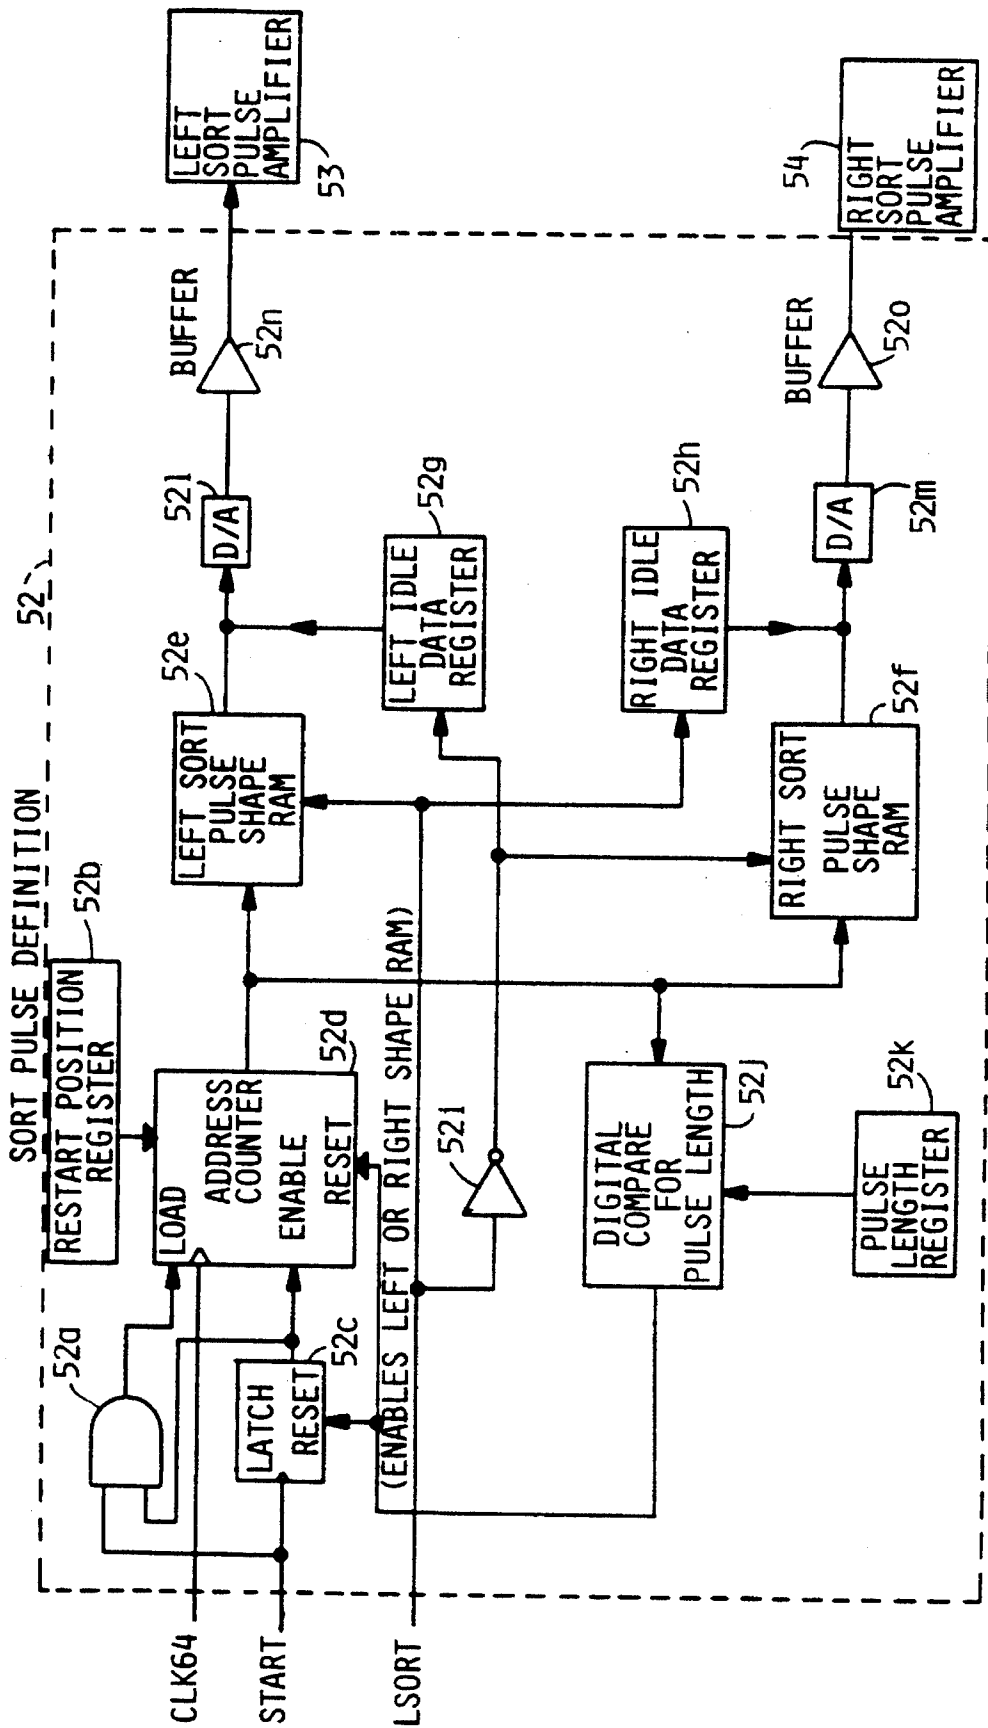 SORT PULSE DEFINITION
52
RESTART POSITION
REGISTER
52b
52a
LOAD
ADDRESS
COUNTER
ENABLE
RESET
52d
LATCH
RESET
52c
CLK64
START
LSORT
(ENABLES LEFT OR RIGHT SHAPE RAM)
LEFT SORT
PULSE
SHAPE
RAM
52e
D/A
52l
BUFFER
52n
LEFT
SORT
PULSE
AMPLIFIER
53
LEFT IDLE
DATA
REGISTER
52g
52i
RIGHT IDLE
DATA
REGISTER
52h
DIGITAL
COMPARE
FOR
PULSE LENGTH
52j
PULSE
LENGTH
REGISTER
52k
RIGHT SORT
PULSE
SHAPE
RAM
52f
D/A
52m
BUFFER
52o
RIGHT
SORT
PULSE
AMPLIFIER
54